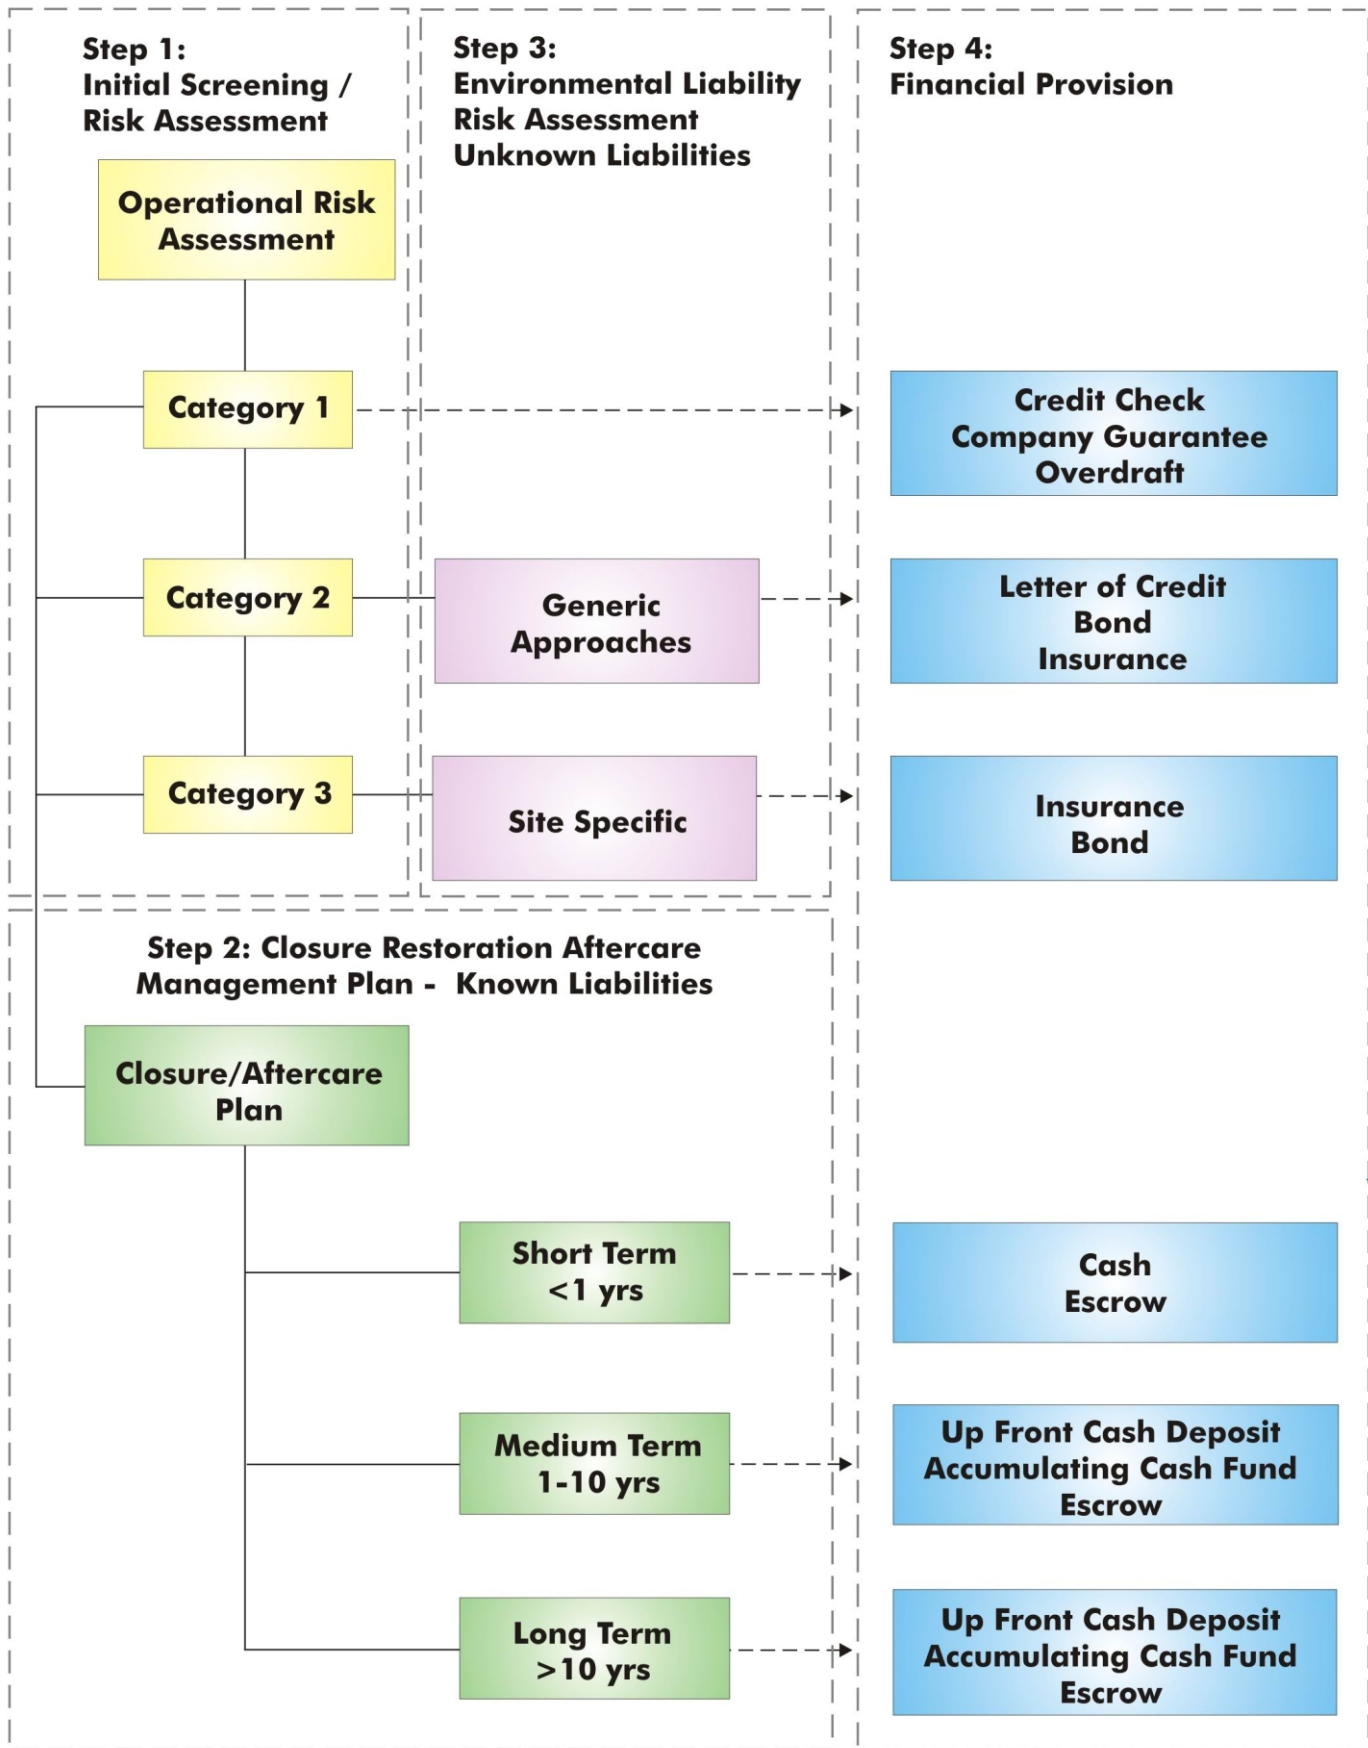 Step 1:
Initial Screening /
Risk Assessment
Operational Risk
Assessment
Category 1
Category 2
Category 3
Step 3:
Environmental Liability
Risk Assessment
Unknown Liabilities
Generic
Approaches
Site Specific
Step 4:
Financial Provision
Credit Check
Company Guarantee
Overdraft
Letter of Credit
Bond
Insurance
Insurance
Bond
Step 2: Closure Restoration Aftercare
Management Plan - Known Liabilities
Closure/Aftercare
Plan
Short Term
<1 yrs
Medium Term
1-10 yrs
Long Term
>10 yrs
Cash
Escrow
Up Front Cash Deposit
Accumulating Cash Fund
Escrow
Up Front Cash Deposit
Accumulating Cash Fund
Escrow